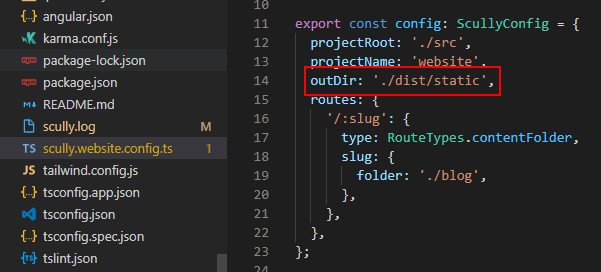 angular.json
karma.conf.js
package-lock.json
package.json
README.md
scully.log M
TS scully.website.config.ts 1
JS tailwind.config.js
tsconfig.app.json
tsconfig.json
tsconfig.spec.json
TS tslint.json
10
11 export const config: ScullyConfig = {
12 projectRoot: './src',
13 projectName: 'website',
14 outDir: './dist/static',
15 routes: {
16 '/:slug': {
17 type: RouteTypes.contentFolder,
18 slug: {
19 folder: './blog',
20 },
21 },
22 },
23 };
24